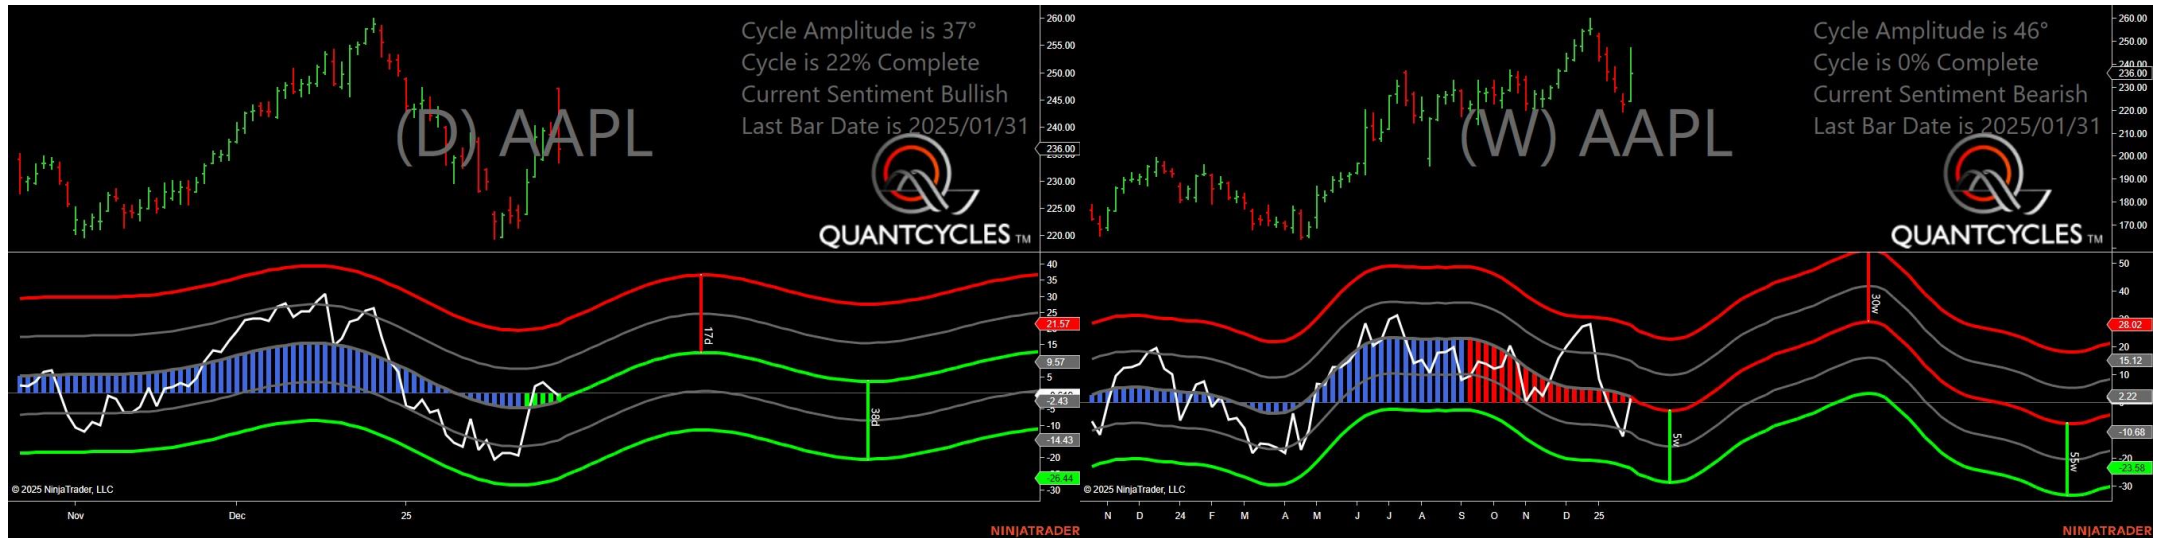 Cycle Amplitude is 37°
Cycle is 22% Complete
Current Sentiment Bullish
Last Bar Date is 2025/01/31
(D) AAPL
QUANTCYCLES TM
260.00
255.00
250.00
245.00
240.00
236.00
230.00
225.00
220.00
40
35
30
25
21.57
15
9.57
5
-2.43
-5
-10
-14.43
-20
-26.44
-30
17d
38d
© 2025 NinjaTrader, LLC
Nov
Dec
25
NINJATRADER
Cycle Amplitude is 46°
Cycle is 0% Complete
Current Sentiment Bearish
Last Bar Date is 2025/01/31
(W) AAPL
QUANTCYCLES TM
260.00
250.00
240.00
236.00
230.00
220.00
210.00
200.00
190.00
180.00
170.00
50
40
28.02
20
15.12
10
2.22
-10.68
-20
-23.58
-30
30w
5w
55w
© 2025 NinjaTrader, LLC
N D 24 F M A M J J A S O N D 25
NINJATRADER